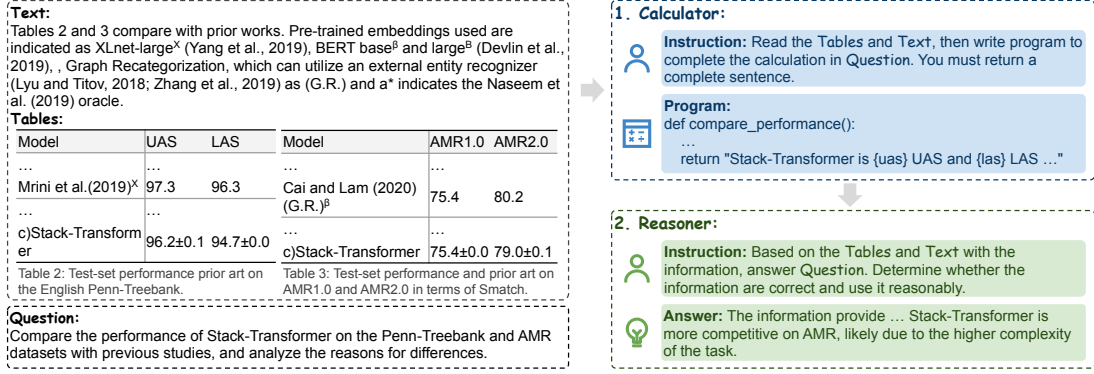 Text:
Tables 2 and 3 compare with prior works. Pre-trained embeddings used are
indicated as XLnet-largeᵡ (Yang et al., 2019), BERT baseᵝ and largeᴮ (Devlin et al.,
2019), , Graph Recategorization, which can utilize an external entity recognizer
(Lyu and Titov, 2018; Zhang et al., 2019) as (G.R.) and a* indicates the Naseem et
al. (2019) oracle.
Tables:
Model UAS LAS
… …
Mrini et al.(2019)ᵡ 97.3 96.3
… …
c)Stack-Transform
er 96.2±0.1 94.7±0.0
Table 2: Test-set performance prior art on
the English Penn-Treebank.
Model AMR1.0 AMR2.0
… …
Cai and Lam (2020)
(G.R.)ᵝ 75.4 80.2
… …
c)Stack-Transformer 75.4±0.0 79.0±0.1
Table 3: Test-set performance and prior art on
AMR1.0 and AMR2.0 in terms of Smatch.
Question:
Compare the performance of Stack-Transformer on the Penn-Treebank and AMR
datasets with previous studies, and analyze the reasons for differences.
1. Calculator:
Instruction: Read the Tables and Text, then write program to
complete the calculation in Question. You must return a
complete sentence.
Program:
def compare_performance():
…
return "Stack-Transformer is {uas} UAS and {las} LAS …"
2. Reasoner:
Instruction: Based on the Tables and Text with the
information, answer Question. Determine whether the
information are correct and use it reasonably.
Answer: The information provide … Stack-Transformer is
more competitive on AMR, likely due to the higher complexity
of the task.